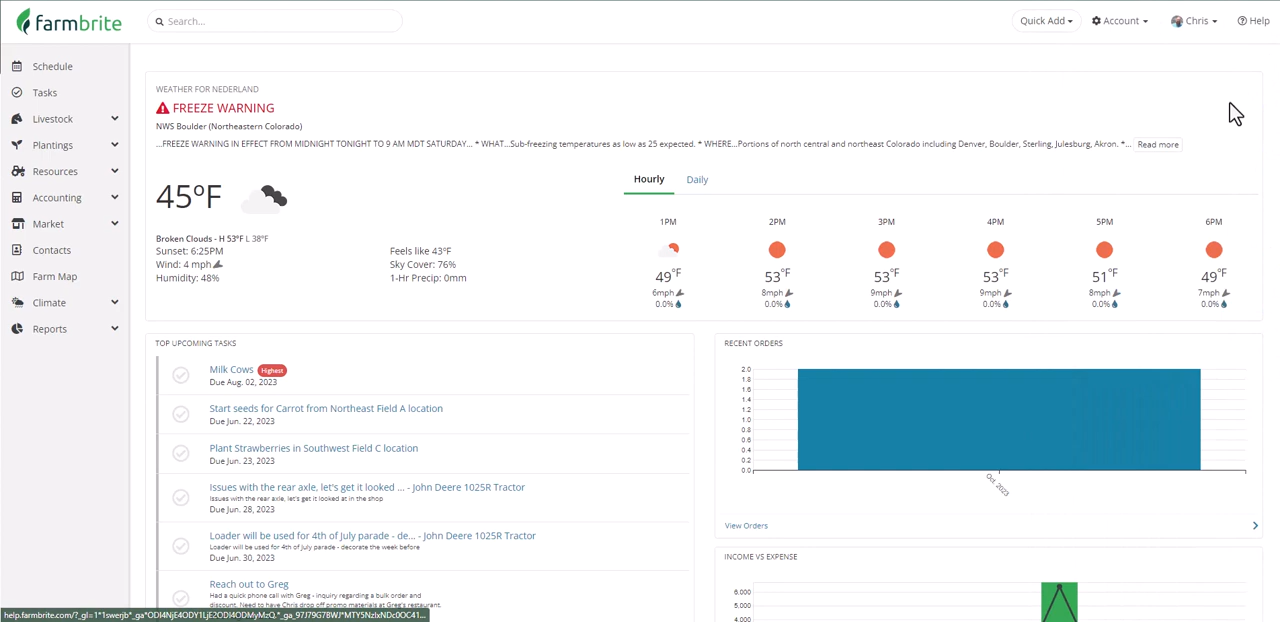 farmbrite
Search...
Quick Add
Account
Chris
Help
Schedule
Tasks
Livestock
Plantings
Resources
Accounting
Market
Contacts
Farm Map
Climate
Reports
WEATHER FOR NEDERLAND
FREEZE WARNING
NWS Boulder (Northeastern Colorado)
...FREEZE WARNING IN EFFECT FROM MIDNIGHT TONIGHT TO 9 AM MDT SATURDAY... * WHAT...Sub-freezing temperatures as low as 25 expected. * WHERE...Portions of north central and northeast Colorado including Denver, Boulder, Sterling, Julesburg, Akron. *... Read more
45°F
Broken Clouds - H 53°F L 38°F
Sunset: 6:25PM
Wind: 4 mph
Humidity: 48%
Feels like 43°F
Sky Cover: 76%
1-Hr Precip: 0mm
Hourly Daily
1PM 2PM 3PM 4PM 5PM 6PM
49°F 53°F 53°F 53°F 51°F 49°F
6mph 8mph 9mph 9mph 8mph 7mph
0.0% 0.0% 0.0% 0.0% 0.0% 0.0%
TOP UPCOMING TASKS
Milk Cows Highest
Due Aug. 02, 2023
Start seeds for Carrot from Northeast Field A location
Due Jun. 22, 2023
Plant Strawberries in Southwest Field C location
Due Jun. 23, 2023
Issues with the rear axle, let's get it looked ... - John Deere 1025R Tractor
Issues with the rear axle, let's get it looked at in the shop
Due Jun. 28, 2023
Loader will be used for 4th of July parade - de... - John Deere 1025R Tractor
Loader will be used for 4th of July parade - decorate the week before
Due Jun. 30, 2023
Reach out to Greg
Had a quick phone call with Greg - inquiry regarding a bulk order and
discount. Need to have Chris drop off promo materials at Greg's restaurant.
RECENT ORDERS
2.0
1.8
1.6
1.4
1.2
1.0
0.8
0.6
0.4
0.2
0.0
Oct, 2023
View Orders
INCOME VS EXPENSE
6,000
5,000
4,000